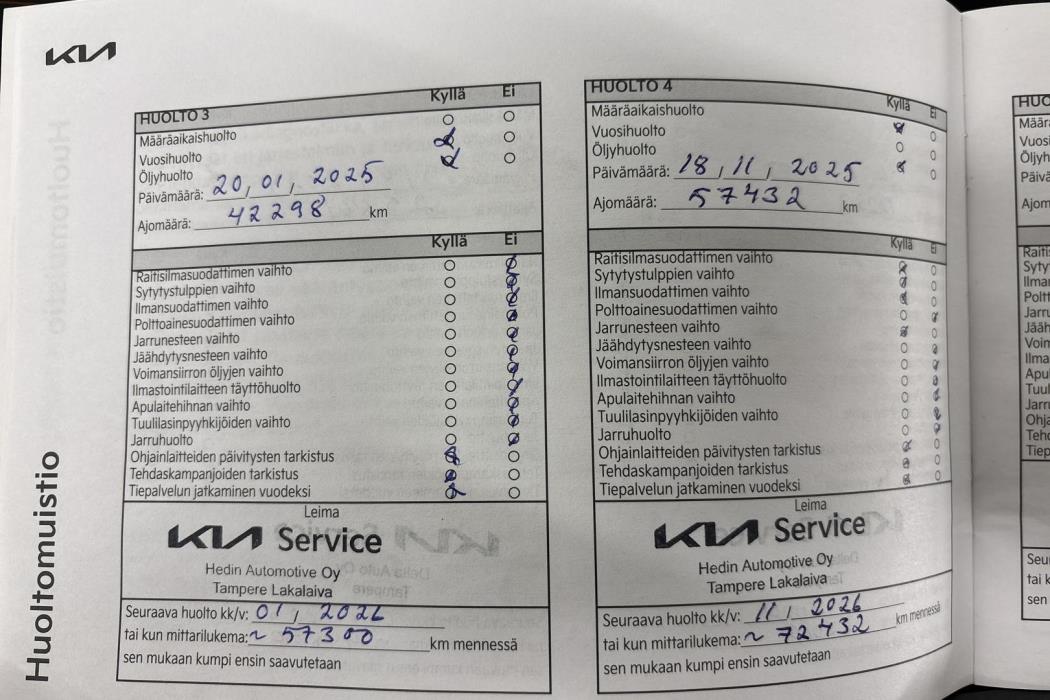 KIA
Huoltomuistio
HUOLTO 3 Kyllä Ei
Määräaikaishuolto
Vuosihuolto
Öljyhuolto
Päivämäärä: 20, 01, 2025
Ajomäärä: 42298 km
Kyllä Ei
Raitisilmasuodattimen vaihto
Sytytystulppien vaihto
Ilmansuodattimen vaihto
Polttoainesuodattimen vaihto
Jarrunesteen vaihto
Jäähdytysnesteen vaihto
Voimansiirron öljyjen vaihto
Ilmastointilaitteen täyttöhuolto
Apulaitehihnan vaihto
Tuulilasinpyyhkijöiden vaihto
Jarruhuolto
Ohjainlaitteiden päivitysten tarkistus
Tehdaskampanjoiden tarkistus
Tiepalvelun jatkaminen vuodeksi
Leima
KIA Service
Hedin Automotive Oy
Tampere Lakalaiva
Seuraava huolto kk/v: 01, 2026
tai kun mittarilukema: ~ 57300 km mennessä
sen mukaan kumpi ensin saavutetaan
HUOLTO 4 Kyllä Ei
Määräaikaishuolto
Vuosihuolto
Öljyhuolto
Päivämäärä: 18, 11, 2025
Ajomäärä: 57432 km
Kyllä Ei
Raitisilmasuodattimen vaihto
Sytytystulppien vaihto
Ilmansuodattimen vaihto
Polttoainesuodattimen vaihto
Jarrunesteen vaihto
Jäähdytysnesteen vaihto
Voimansiirron öljyjen vaihto
Ilmastointilaitteen täyttöhuolto
Apulaitehihnan vaihto
Tuulilasinpyyhkijöiden vaihto
Jarruhuolto
Ohjainlaitteiden päivitysten tarkistus
Tehdaskampanjoiden tarkistus
Tiepalvelun jatkaminen vuodeksi
Leima
KIA Service
Hedin Automotive Oy
Tampere Lakalaiva
Seuraava huolto kk/v: 11, 2026
tai kun mittarilukema: ~ 72432 km mennessä
sen mukaan kumpi ensin saavutetaan